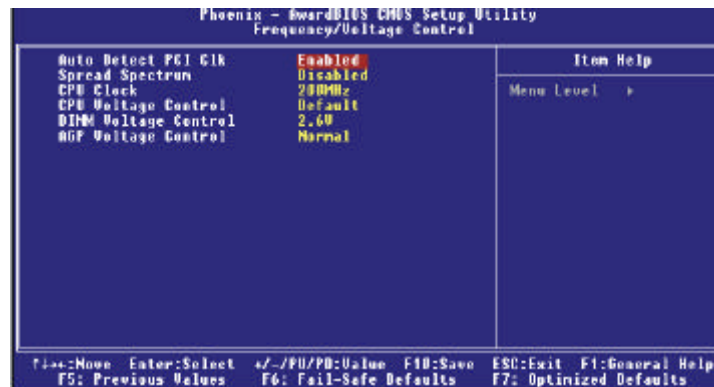 Phoenix - AwardBIOS CMOS Setup Utility
Frequency/Voltage Control
Auto Detect PCI Clk Enabled
Spread Spectrum Disabled
CPU Clock 200MHz
CPU Voltage Control Default
DIMM Voltage Control 2.6V
AGP Voltage Control Normal
Item Help
Menu Level ▸
↑↓→←:Move Enter:Select +/-/PU/PD:Value F10:Save ESC:Exit F1:General Help
F5: Previous Values F6: Fail-Safe Defaults F7: Optimized Defaults